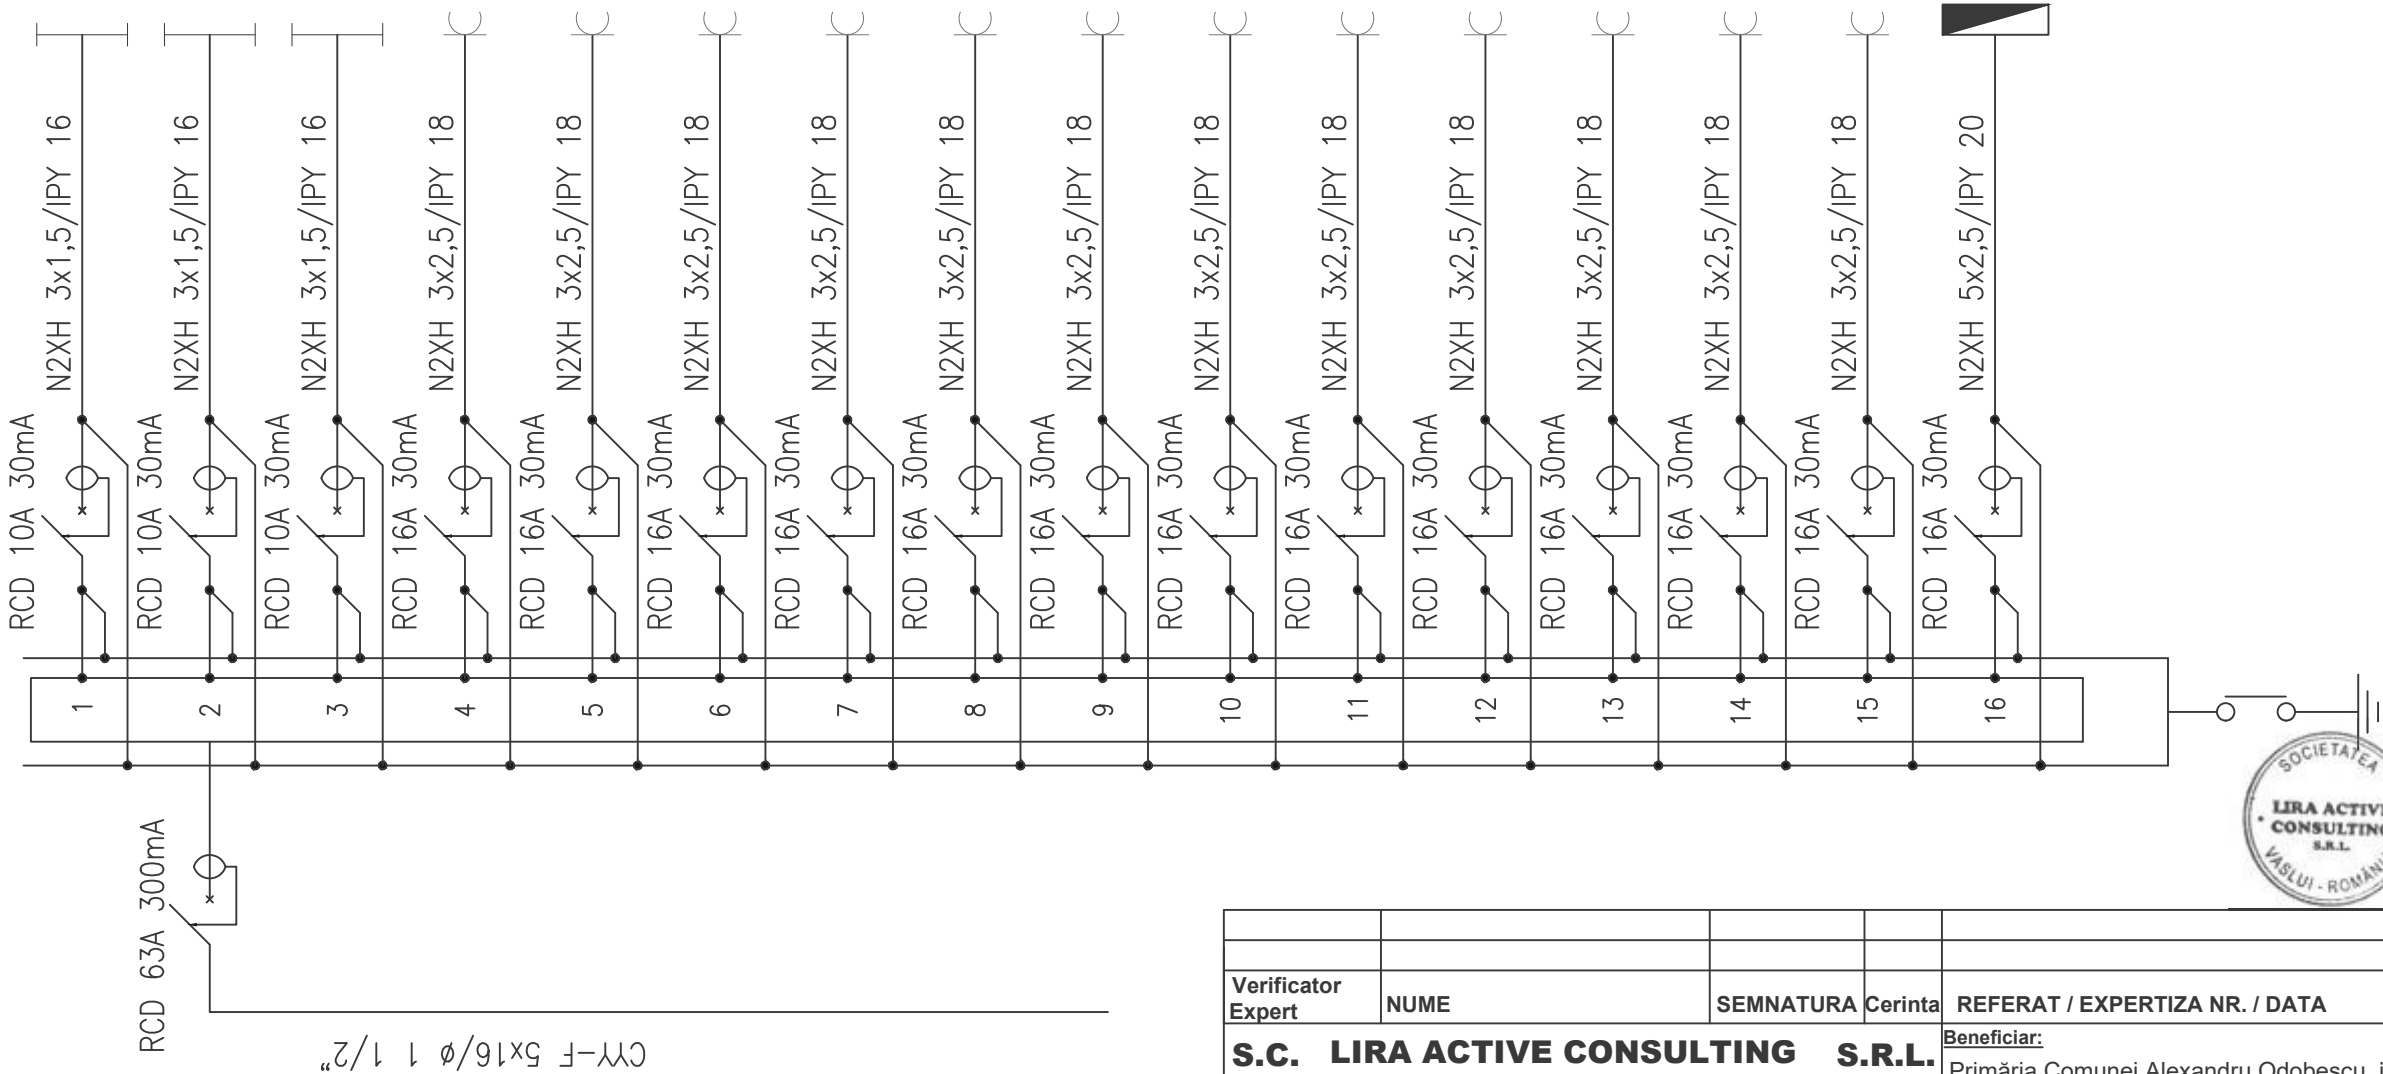 N2XH 3x1,5/IPY 16
N2XH 3x1,5/IPY 16
N2XH 3x1,5/IPY 16
N2XH 3x2,5/IPY 18
N2XH 3x2,5/IPY 18
N2XH 3x2,5/IPY 18
N2XH 3x2,5/IPY 18
N2XH 3x2,5/IPY 18
N2XH 3x2,5/IPY 18
N2XH 3x2,5/IPY 18
N2XH 3x2,5/IPY 18
N2XH 3x2,5/IPY 18
N2XH 3x2,5/IPY 18
N2XH 3x2,5/IPY 18
N2XH 3x2,5/IPY 18
N2XH 5x2,5/IPY 20
RCD 10A 30mA
RCD 10A 30mA
RCD 10A 30mA
RCD 16A 30mA
RCD 16A 30mA
RCD 16A 30mA
RCD 16A 30mA
RCD 16A 30mA
RCD 16A 30mA
RCD 16A 30mA
RCD 16A 30mA
RCD 16A 30mA
RCD 16A 30mA
RCD 16A 30mA
RCD 16A 30mA
RCD 16A 30mA
1
2
3
4
5
6
7
8
9
10
11
12
13
14
15
16
RCD 63A 300mA
CYY-F 5x16/ø 1 1/2"
SOCIETATEA
LIRA ACTIVE
CONSULTING
S.R.L.
VASLUI - ROMÂNI
Verificator
Expert
NUME
SEMNATURA
Cerinta
REFERAT / EXPERTIZA NR. / DATA
S.C. LIRA ACTIVE CONSULTING S.R.L.
Beneficiar:
Primăria Comunei Alexandru Odobescu, j